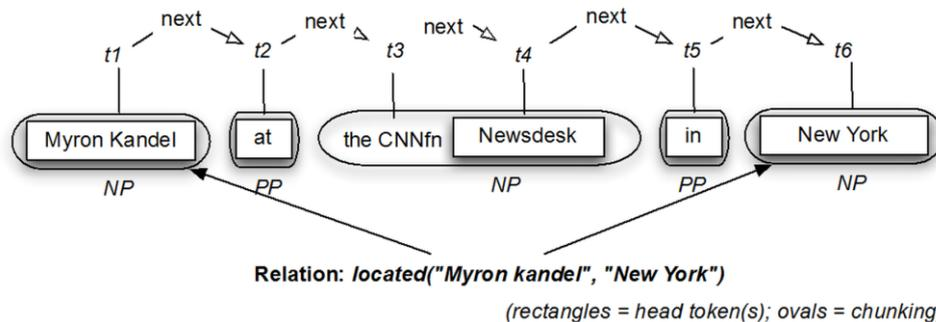 next next next next next
t1 t2 t3 t4 t5 t6
Myron Kandel at the CNNfn Newsdesk in New York
NP PP NP PP NP
Relation: located("Myron kandel", "New York")
(rectangles = head token(s); ovals = chunking